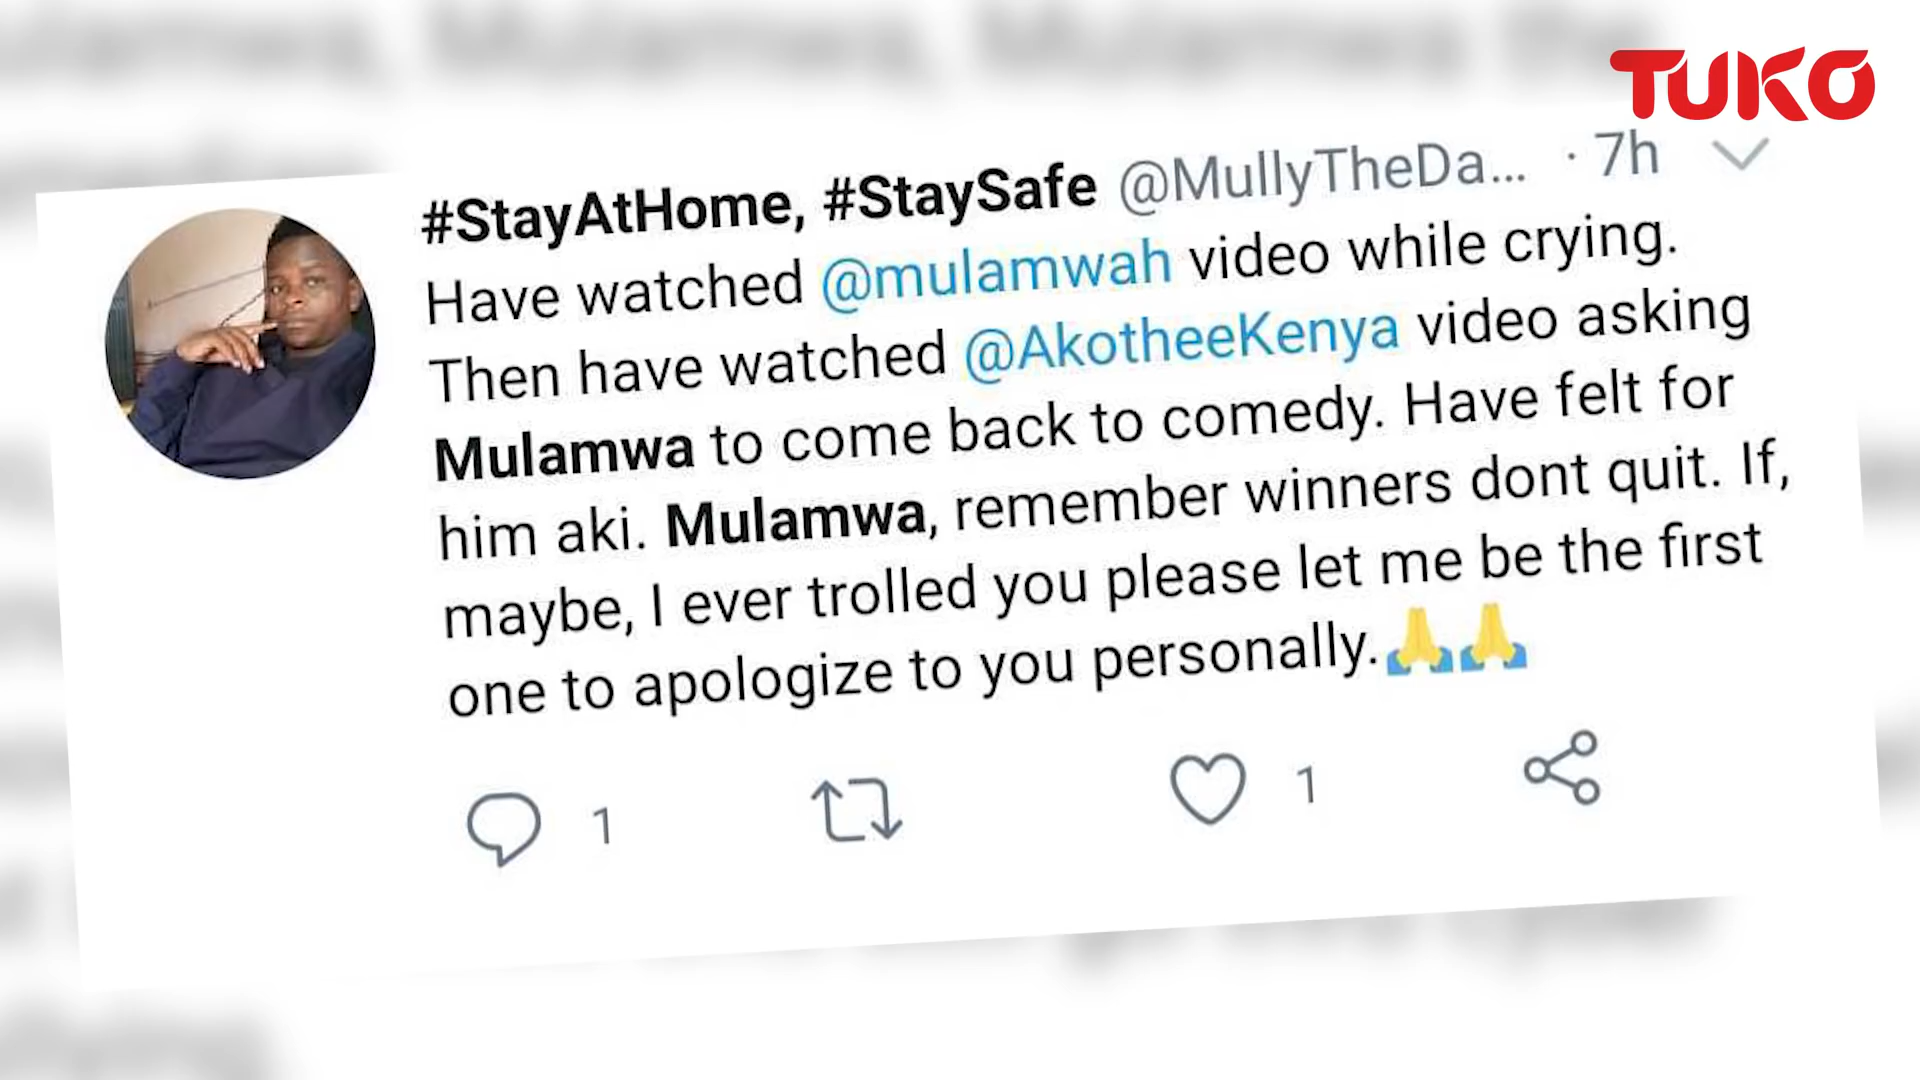 TUKO
#StayAtHome, #StaySafe @MullyTheDa... · 7h
Have watched @mulamwah video while crying.
Then have watched @AkotheeKenya video asking
Mulamwa to come back to comedy. Have felt for
him aki. Mulamwa, remember winners dont quit. If,
maybe, I ever trolled you please let me be the first
one to apologize to you personally.🙏🙏
1
1